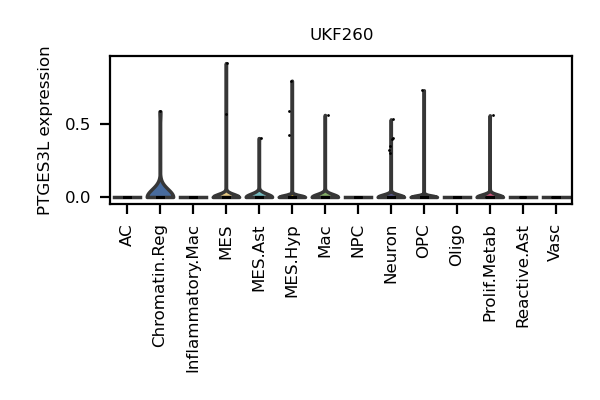 UKF260
PTGES3L expression
0.5
0.0
AC
Chromatin.Reg
Inflammatory.Mac
MES
MES.Ast
MES.Hyp
Mac
NPC
Neuron
OPC
Oligo
Prolif.Metab
Reactive.Ast
Vasc